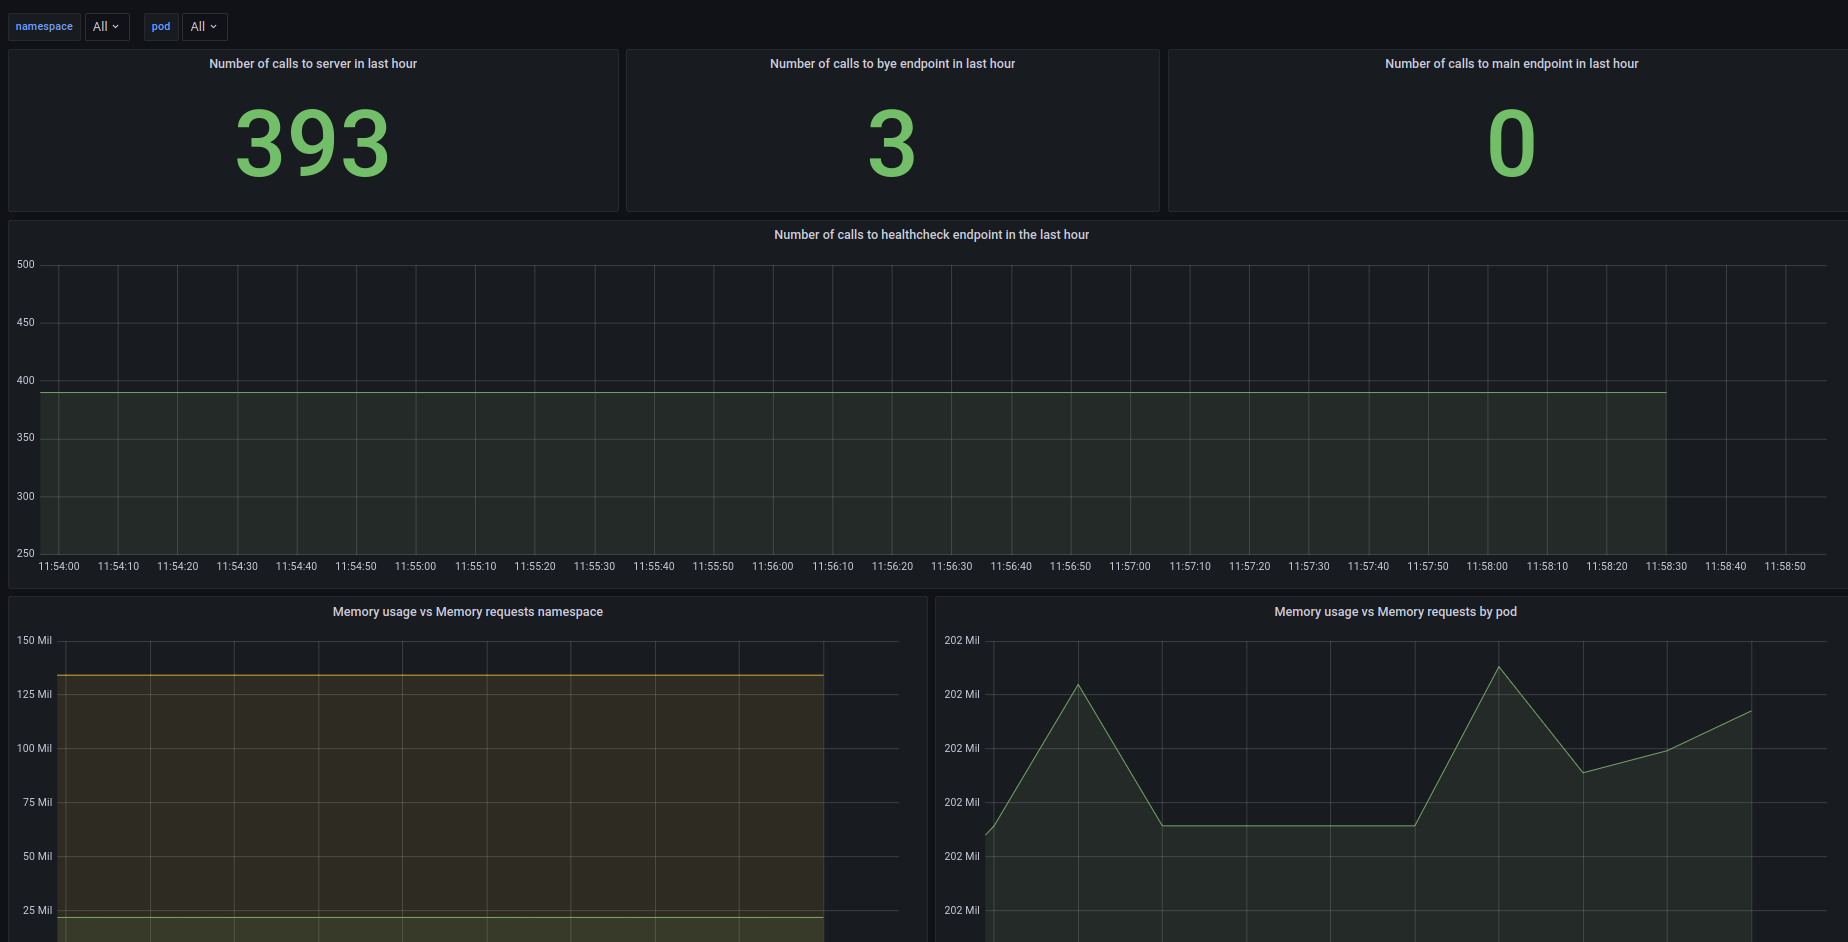 namespace All pod All
Number of calls to server in last hour
393
Number of calls to bye endpoint in last hour
3
Number of calls to main endpoint in last hour
0
Number of calls to healthcheck endpoint in the last hour
500
450
400
350
300
250
11:54:00 11:54:10 11:54:20 11:54:30 11:54:40 11:54:50 11:55:00 11:55:10 11:55:20 11:55:30 11:55:40 11:55:50 11:56:00 11:56:10 11:56:20 11:56:30 11:56:40 11:56:50 11:57:00 11:57:10 11:57:20 11:57:30 11:57:40 11:57:50 11:58:00 11:58:10 11:58:20 11:58:30 11:58:40 11:58:50
Memory usage vs Memory requests namespace
150 Mil
125 Mil
100 Mil
75 Mil
50 Mil
25 Mil
Memory usage vs Memory requests by pod
202 Mil
202 Mil
202 Mil
202 Mil
202 Mil
202 Mil